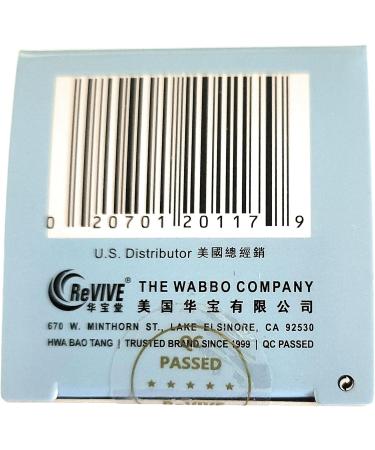 0 20701 20117 9
U.S. Distributor 美國總經銷
ReVIVE®
华宝堂
THE WABBO COMPANY
美国华宝有限公司
670 W. MINTHORN ST., LAKE ELSINORE, CA 92530
HWA BAO TANG | TRUSTED BRAND SINCE 1999 | QC PASSED
QC
PASSED
ReVIVE